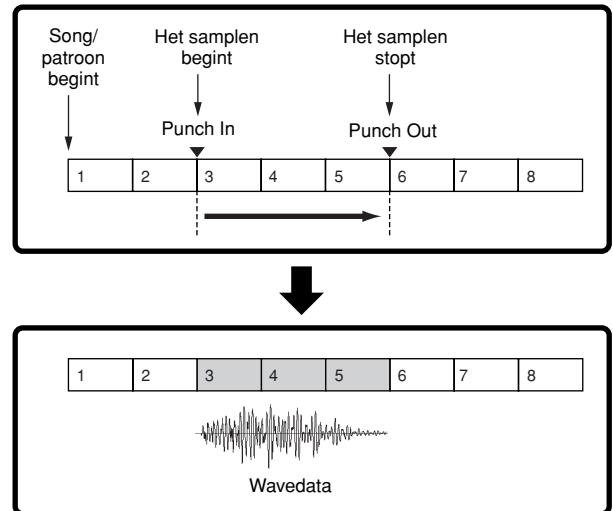 Song/
patroon
begint
Het samplen
begint
Het samplen
stopt
Punch In
Punch Out
1 2 3 4 5 6 7 8
1 2 3 4 5 6 7 8
Wavedata